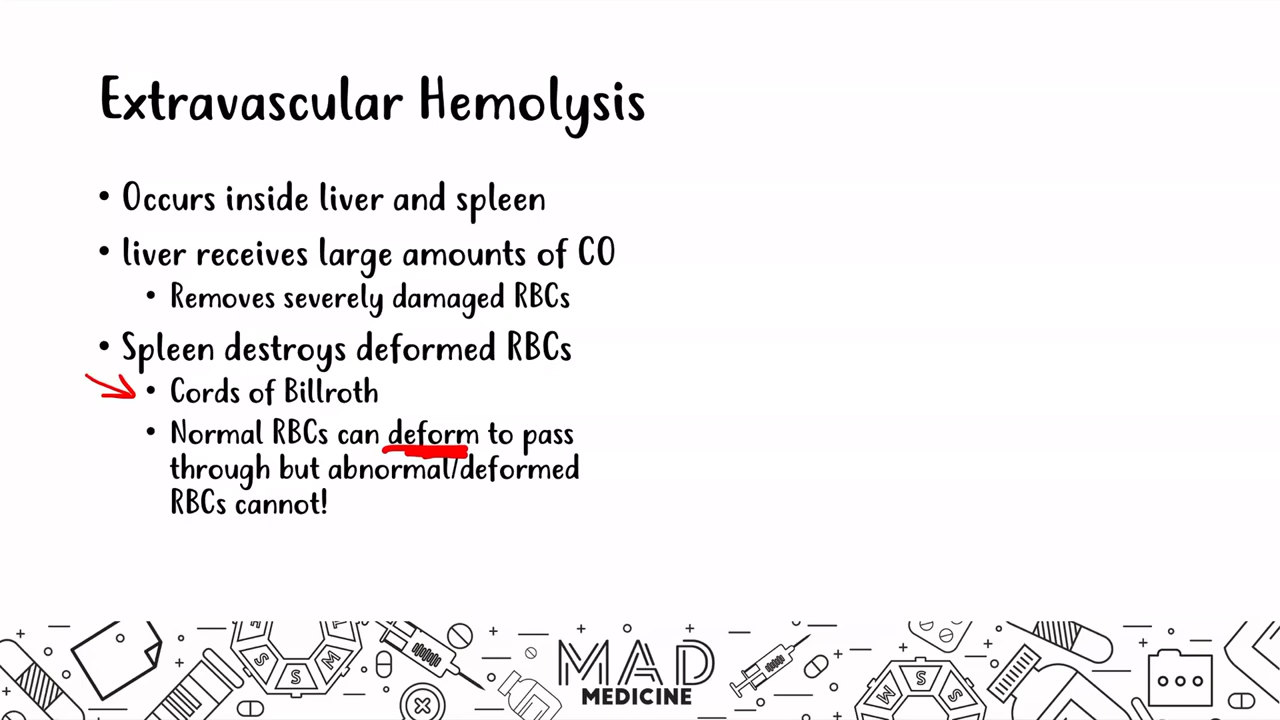 Extravascular Hemolysis
• Occurs inside liver and spleen
• liver receives large amounts of CO
• Removes severely damaged RBCs
• Spleen destroys deformed RBCs
• Cords of Billroth
• Normal RBCs can deform to pass
through but abnormal/deformed
RBCs cannot!
S S M
M S S
MAD
MEDICINE